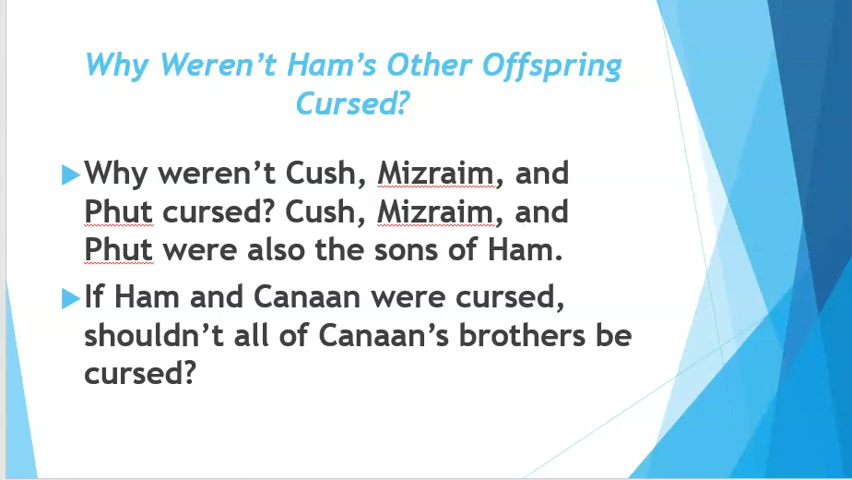 Why Weren't Ham's Other Offspring
Cursed?
Why weren't Cush, Mizraim, and
Phut cursed? Cush, Mizraim, and
Phut were also the sons of Ham.
If Ham and Canaan were cursed,
shouldn't all of Canaan's brothers be
cursed?